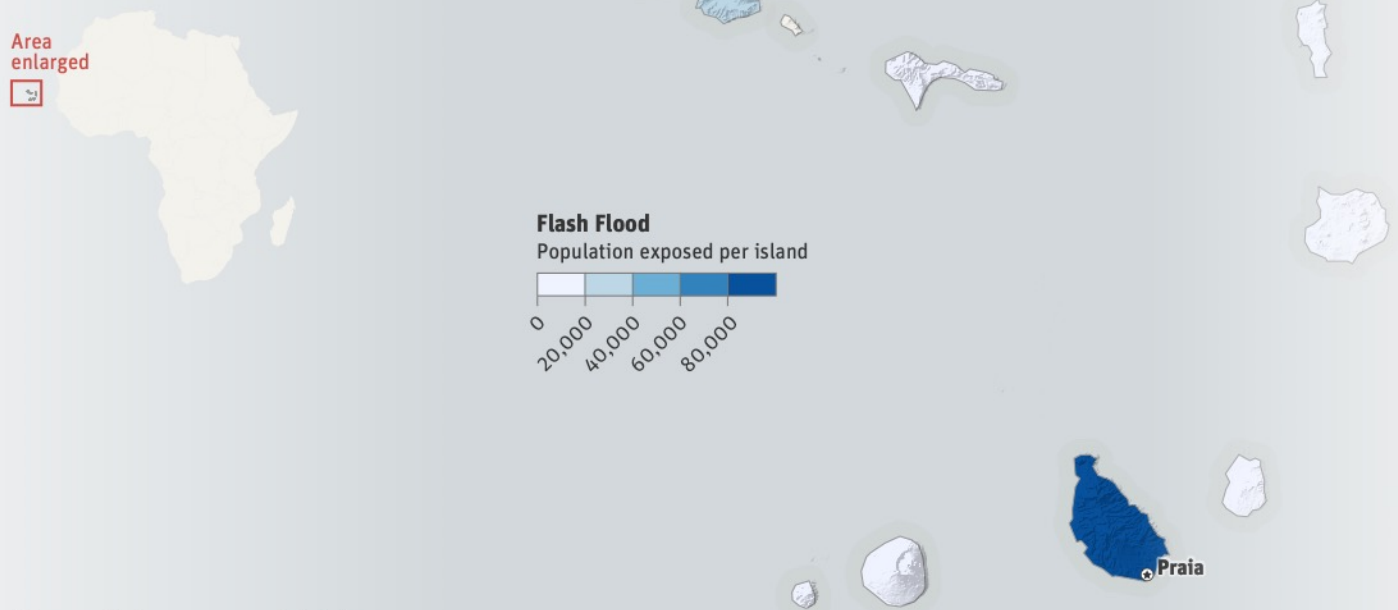 Area
enlarged
Flash Flood
Population exposed per island
0
20,000
40,000
60,000
80,000
Praia